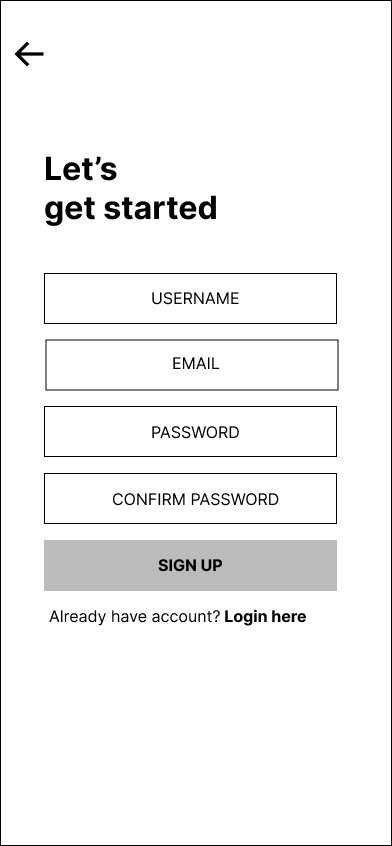 Let’s
get started
USERNAME
EMAIL
PASSWORD
CONFIRM PASSWORD
SIGN UP
Already have account? Login here